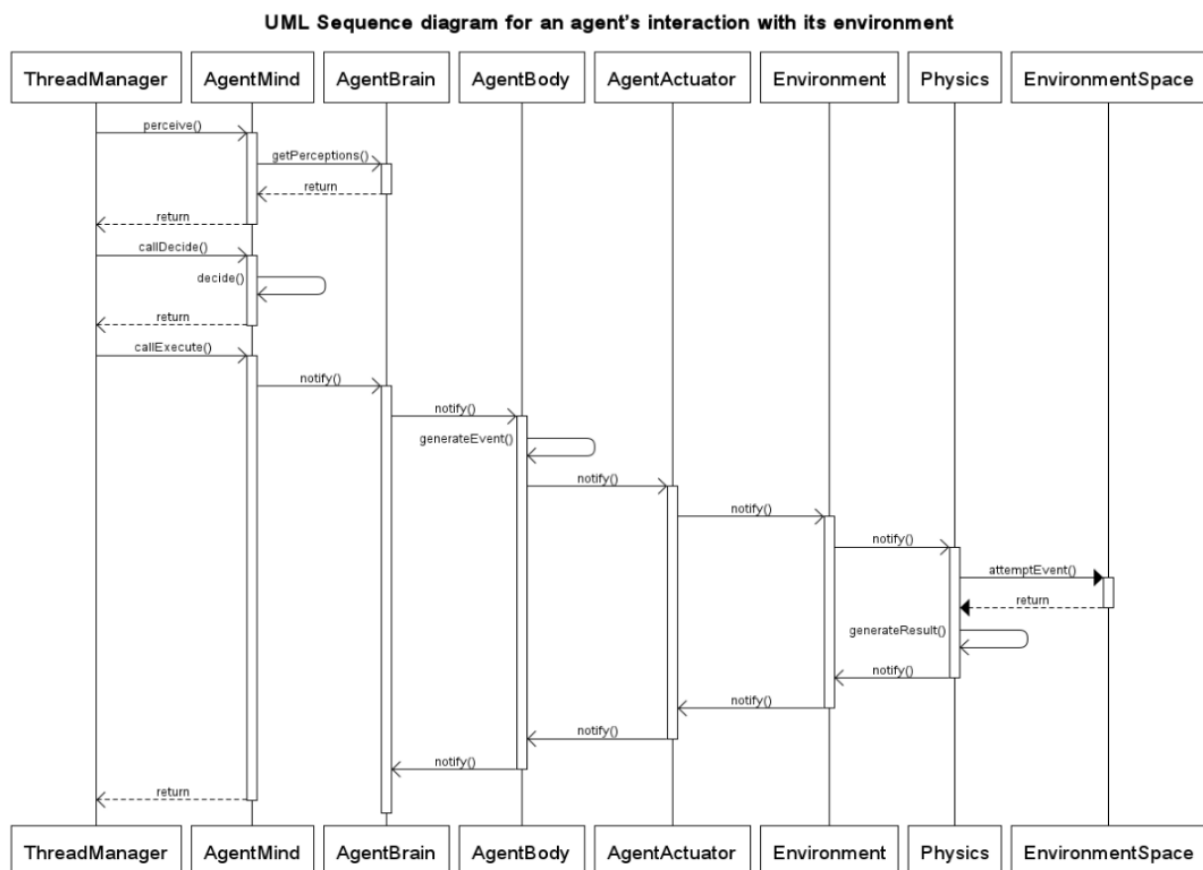 UML Sequence diagram for an agent's interaction with its environment
ThreadManager
AgentMind
AgentBrain
AgentBody
AgentActuator
Environment
Physics
EnvironmentSpace
perceive()
getPerceptions()
return
return
callDecide()
decide()
return
callExecute()
notify()
notify()
generateEvent()
notify()
notify()
notify()
attemptEvent()
return
generateResult()
notify()
notify()
notify()
notify()
return
ThreadManager
AgentMind
AgentBrain
AgentBody
AgentActuator
Environment
Physics
EnvironmentSpace